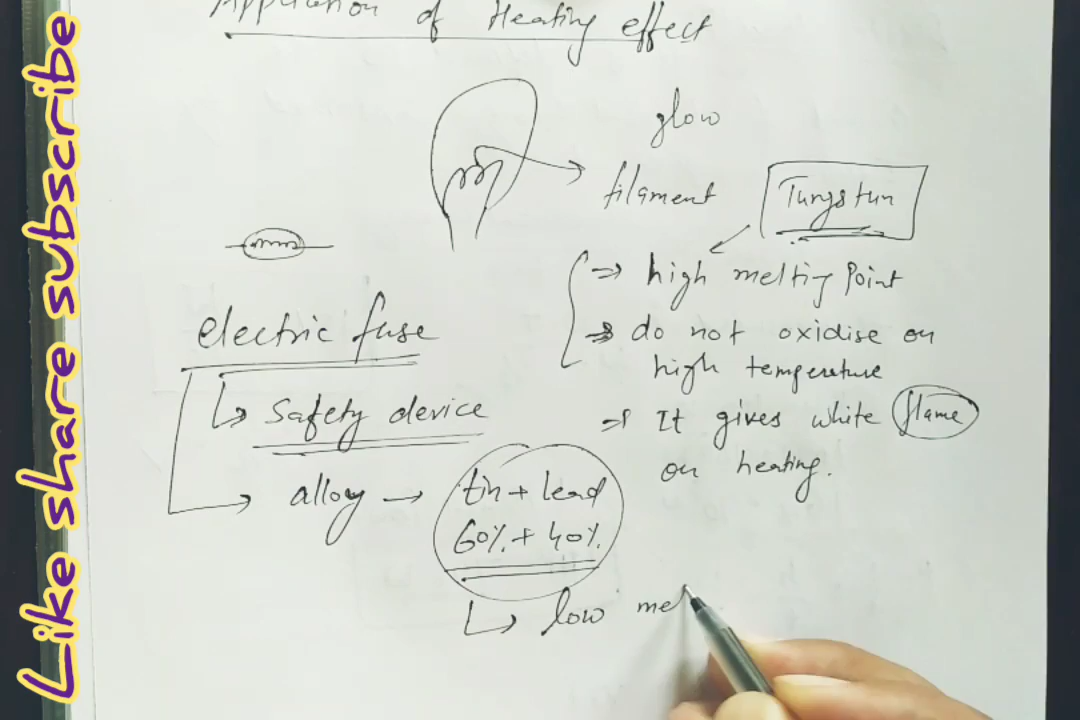 Like share subscribe
Application of Heating effect
glow
filament
Tungstun
high melting point
do not oxidise on
high temperature
It gives white flame
on heating.
electric fuse
safety device
alloy → tin + lead
60% + 40%
low me